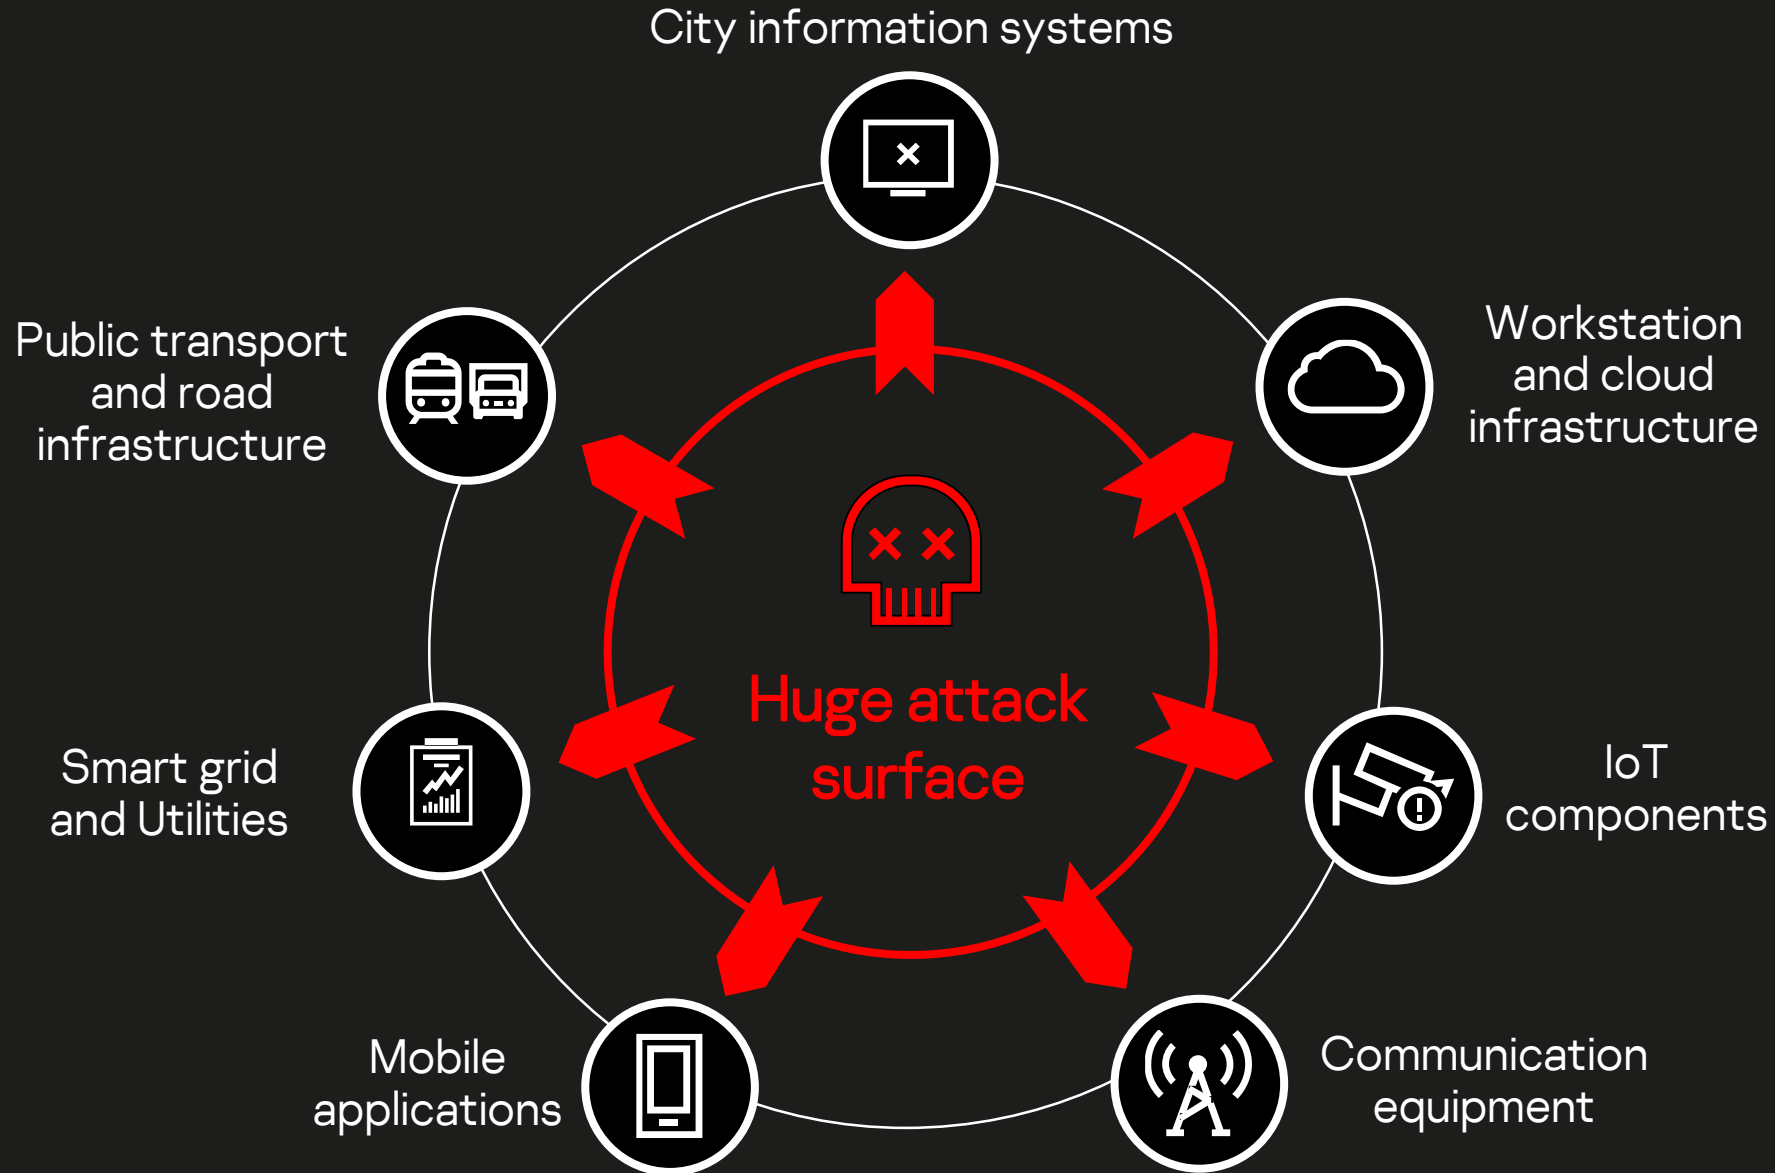 City information systems
Public transport
and road
infrastructure
Workstation
and cloud
infrastructure
Huge attack
surface
Smart grid
and Utilities
IoT
components
Mobile
applications
Communication
equipment